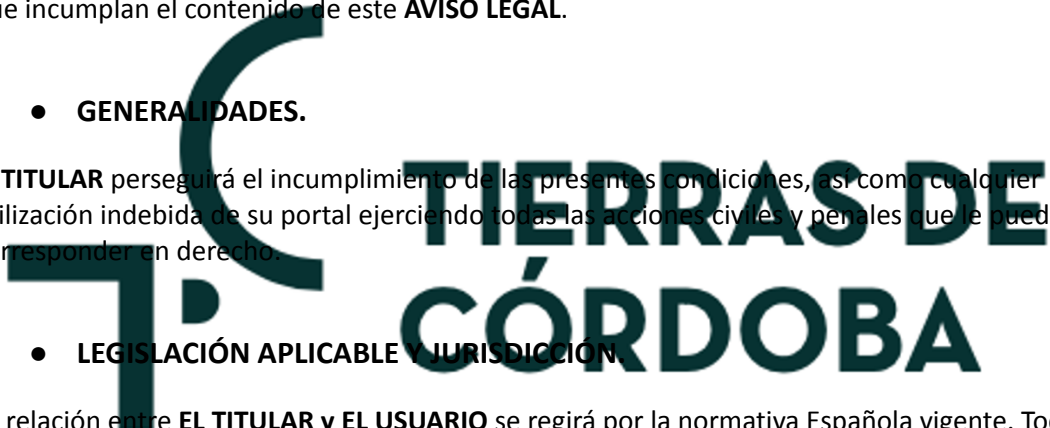 ue incumplan el contenido de este AVISO LEGAL.
● GENERALIDADES.
TITULAR perseguirá el incumplimiento de las presentes condiciones, así como cualquier
ilización indebida de su portal ejerciendo todas las acciones civiles y penales que le pued
rresponder en derecho.
● LEGISLACIÓN APLICABLE Y JURISDICCIÓN.
relación entre EL TITULAR y EL USUARIO se regirá por la normativa Española vigente. To
TIERRAS DE
CÓRDOBA